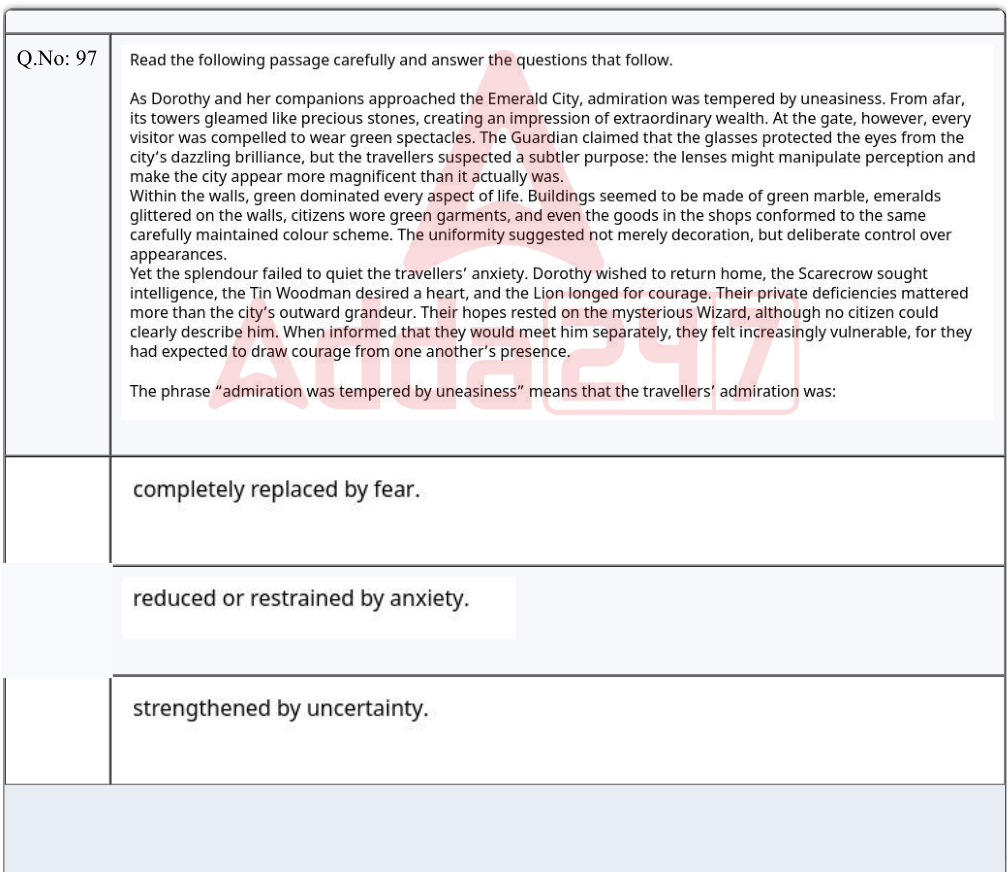 Q.No: 97
Read the following passage carefully and answer the questions that follow.
As Dorothy and her companions approached the Emerald City, admiration was tempered by uneasiness. From afar,
its towers gleamed like precious stones, creating an impression of extraordinary wealth. At the gate, however, every
visitor was compelled to wear green spectacles. The Guardian claimed that the glasses protected the eyes from the
city’s dazzling brilliance, but the travellers suspected a subtler purpose: the lenses might manipulate perception and
make the city appear more magnificent than it actually was.
Within the walls, green dominated every aspect of life. Buildings seemed to be made of green marble, emeralds
glittered on the walls, citizens wore green garments, and even the goods in the shops conformed to the same
carefully maintained colour scheme. The uniformity suggested not merely decoration, but deliberate control over
appearances.
Yet the splendour failed to quiet the travellers’ anxiety. Dorothy wished to return home, the Scarecrow sought
intelligence, the Tin Woodman desired a heart, and the Lion longed for courage. Their private deficiencies mattered
more than the city’s outward grandeur. Their hopes rested on the mysterious Wizard, although no citizen could
clearly describe him. When informed that they would meet him separately, they felt increasingly vulnerable, for they
had expected to draw courage from one another’s presence.
The phrase “admiration was tempered by uneasiness” means that the travellers’ admiration was:
Adda247
completely replaced by fear.
reduced or restrained by anxiety.
strengthened by uncertainty.